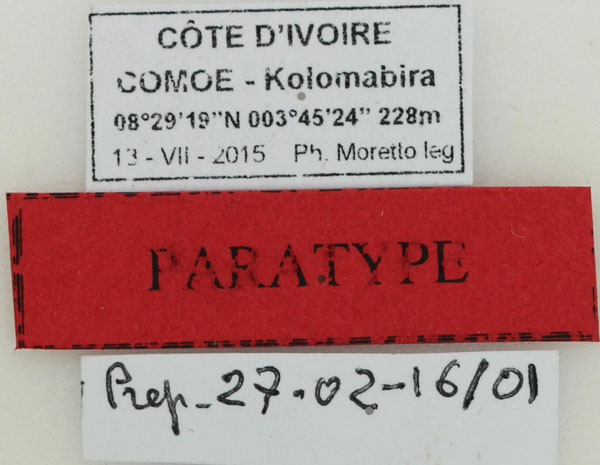 CÔTE D'IVOIRE
COMOE - Kolomabira
08°29'19"N 003°45'24" 228m
13 - VII - 2015 Ph. Moretto leg
PARATYPE
Prep_27.02-16/01